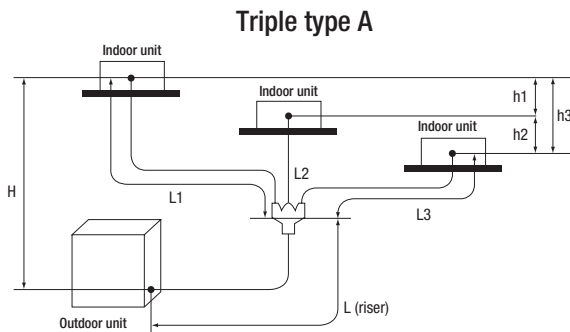 Triple type A
Indoor unit
Indoor unit
Indoor unit
h1
h3
h2
H
L1
L2
L3
L (riser)
Outdoor unit